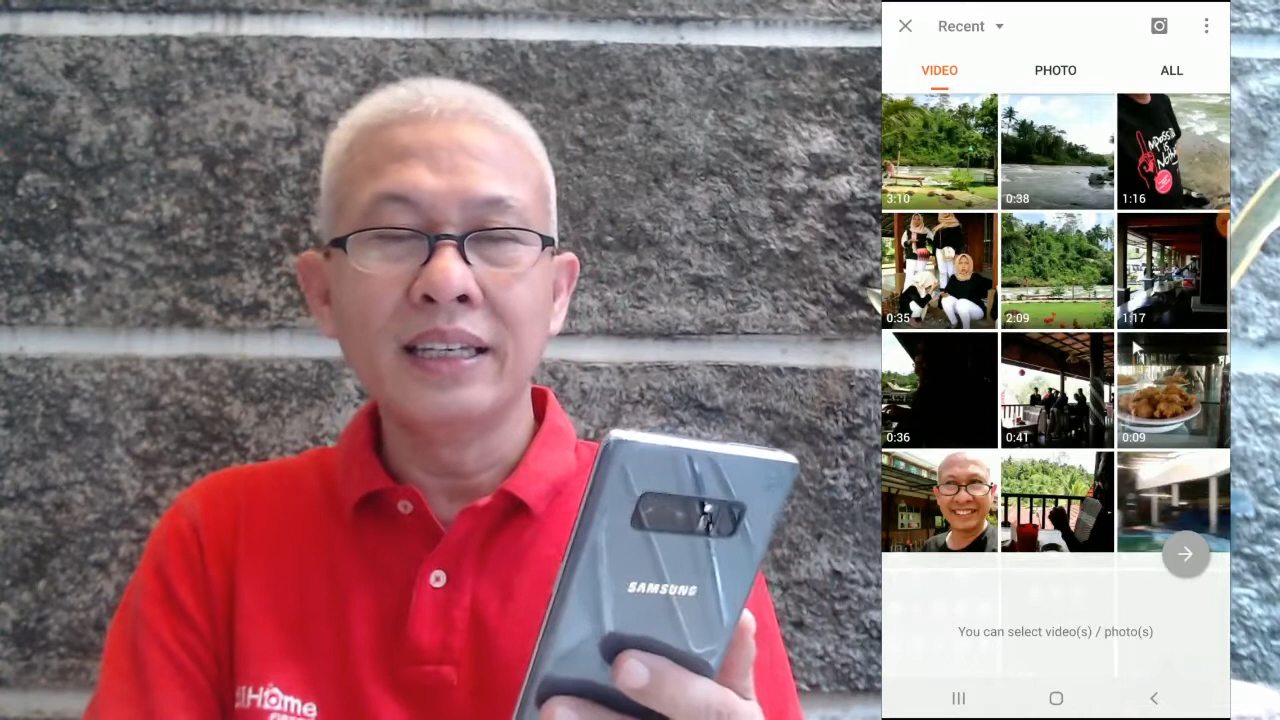 Recent
VIDEO PHOTO ALL
3:10 0:38 1:16
0:35 2:09 1:17
0:36 0:41 0:09
You can select video(s) / photo(s)
SAMSUNG
diHome